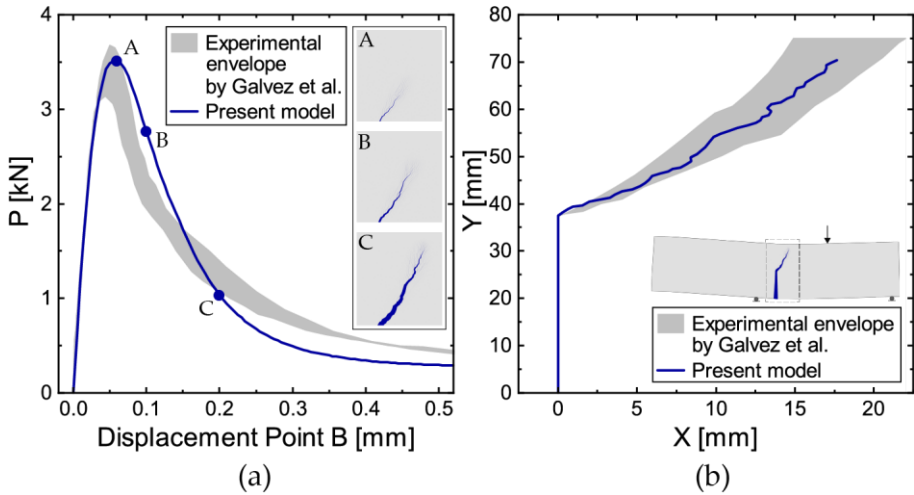 4
3
2
1
0
P [kN]
0.0
0.1
0.2
0.3
0.4
0.5
Displacement Point B [mm]
A
B
C
Experimental
envelope
by Galvez et al.
Present model
A
B
C
(a)
80
70
60
50
40
30
20
10
0
Y [mm]
0
5
10
15
20
X [mm]
Experimental envelope
by Galvez et al.
Present model
(b)